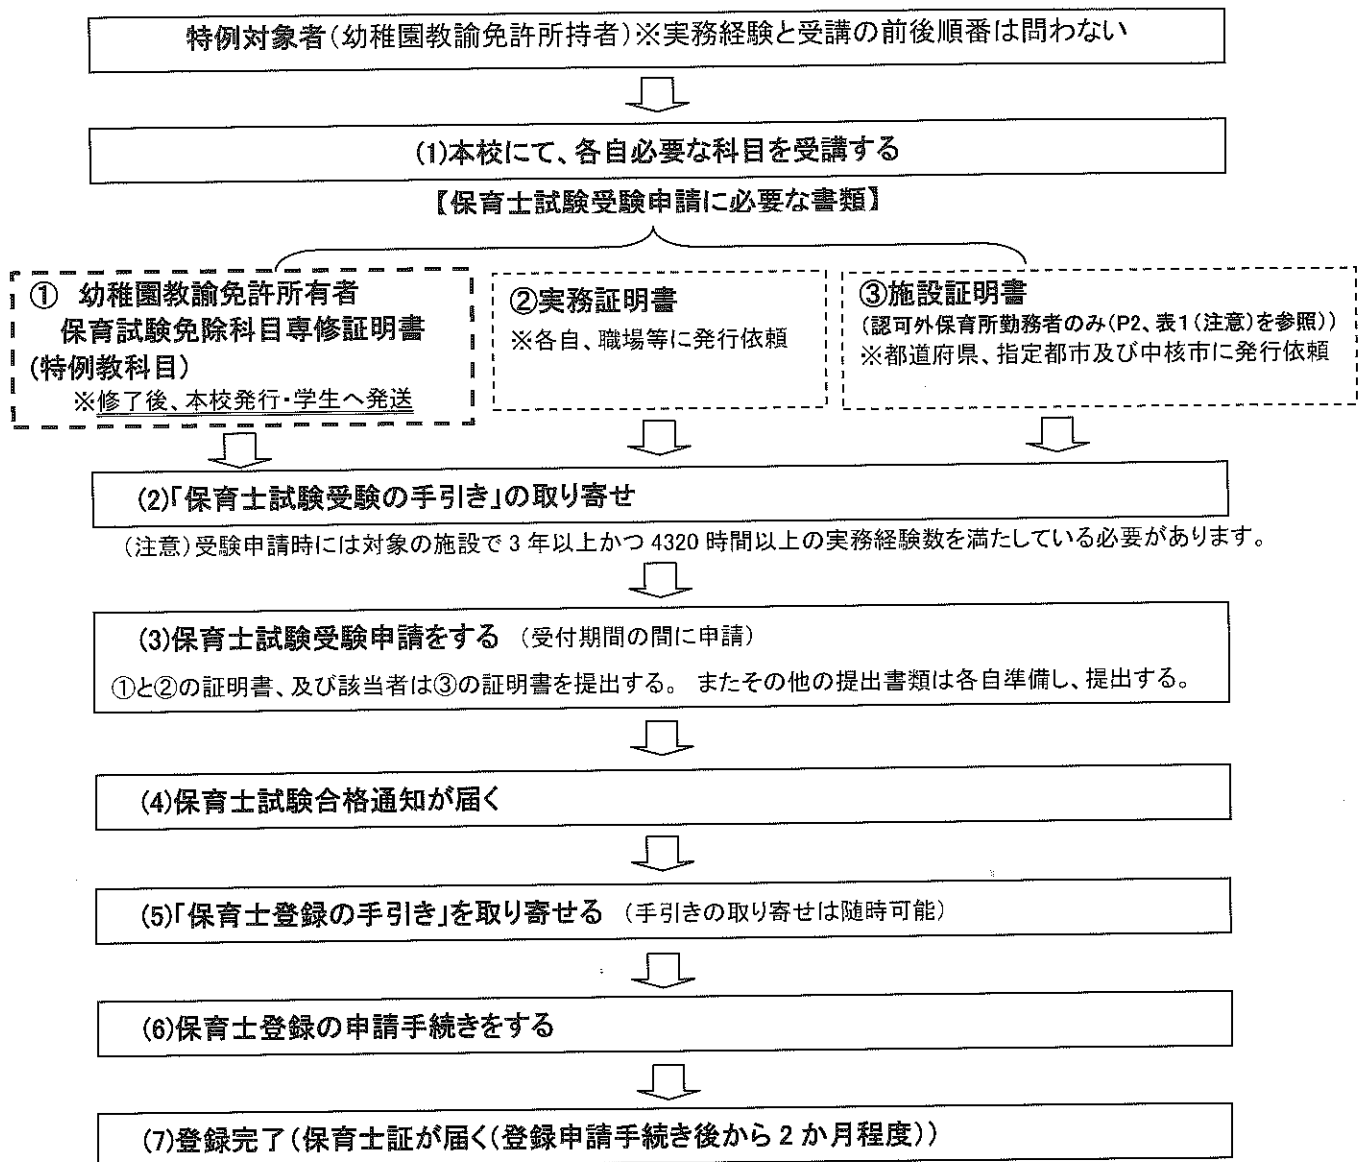 特例対象者(幼稚園教諭免許所持者)※実務経験と受講の前後順番は問わない
(1)本校にて、各自必要な科目を受講する
【保育士試験受験申請に必要な書類】
① 幼稚園教諭免許所有者
保育試験免除科目専修証明書
(特例教科目)
※修了後、本校発行・学生へ発送
②実務証明書
※各自、職場等に発行依頼
③施設証明書
(認可外保育所勤務者のみ(P2、表1(注意)を参照))
※都道府県、指定都市及び中核市に発行依頼
(2)「保育士試験受験の手引き」の取り寄せ
(注意)受験申請時には対象の施設で3年以上かつ4320時間以上の実務経験数を満たしている必要があります。
(3)保育士試験受験申請をする (受付期間の間に申請)
①と②の証明書、及び該当者は③の証明書を提出する。 またその他の提出書類は各自準備し、提出する。
(4)保育士試験合格通知が届く
(5)「保育士登録の手引き」を取り寄せる (手引きの取り寄せは随時可能)
(6)保育士登録の申請手続きをする
(7)登録完了(保育士証が届く(登録申請手続き後から2か月程度))